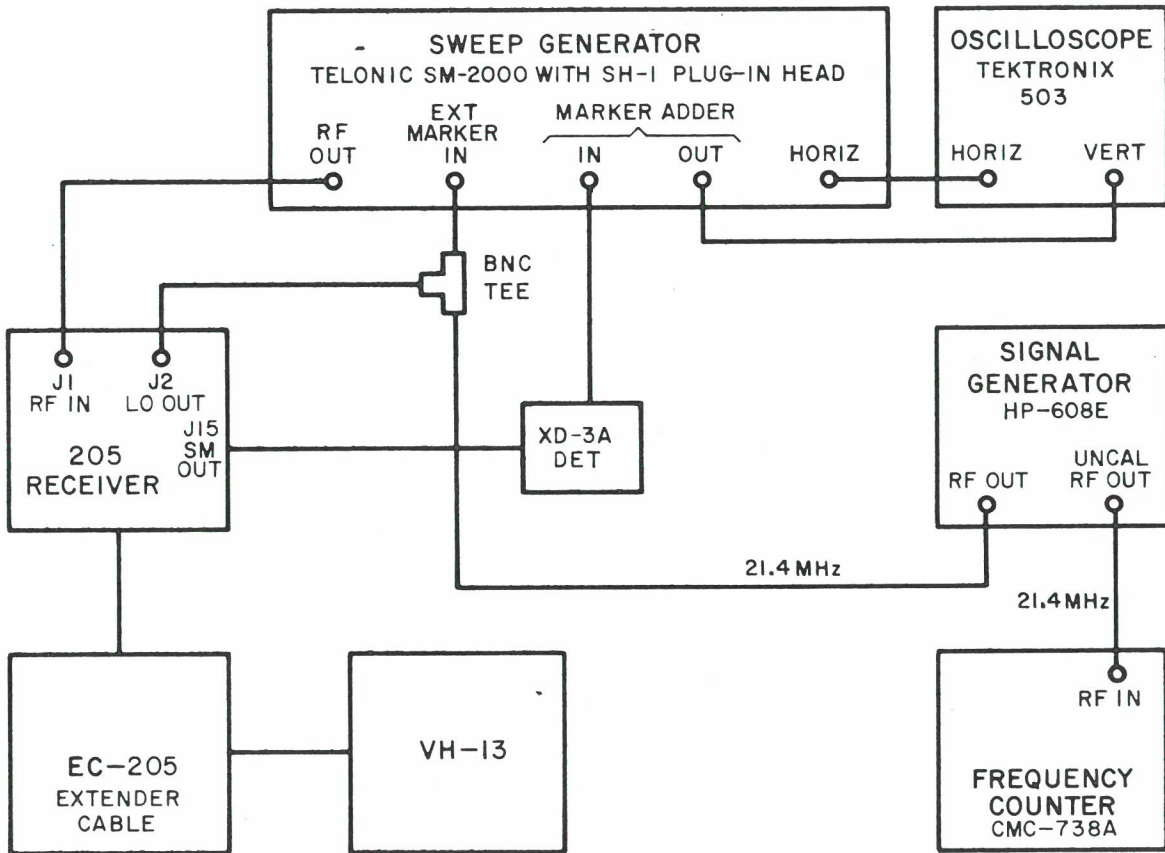 SWEEP GENERATOR
TELONIC SM-2000 WITH SH-1 PLUG-IN HEAD
RF
OUT
EXT
MARKER
IN
MARKER ADDER
IN
OUT
HORIZ
OSCILLOSCOPE
TEKTRONIX
503
HORIZ
VERT
BNC
TEE
J1
RF IN
J2
LO OUT
J15
SM
OUT
205
RECEIVER
XD-3A
DET
SIGNAL
GENERATOR
HP-608E
RF OUT
UNCAL
RF OUT
21.4 MHz
21.4 MHz
EC-205
EXTENDER
CABLE
VH-13
RF IN
FREQUENCY
COUNTER
CMC-738A